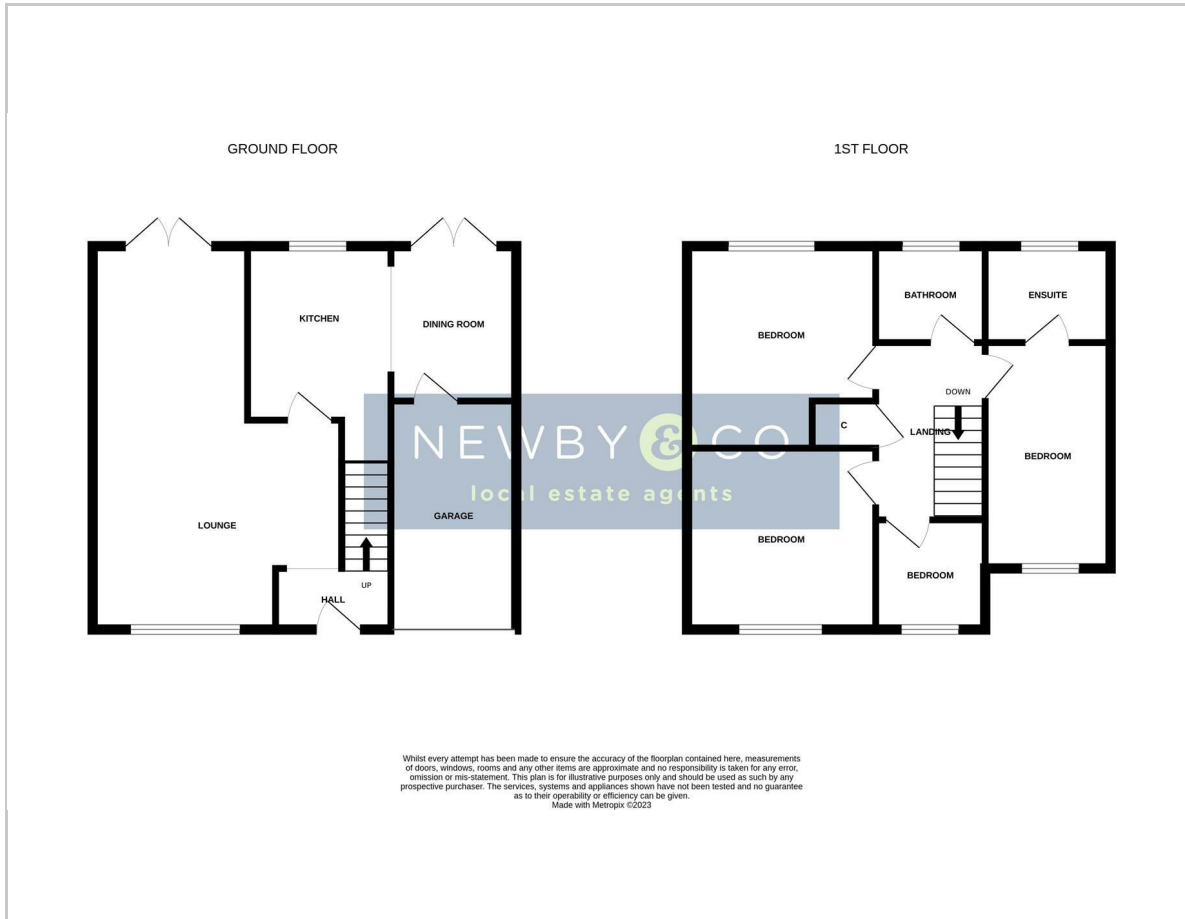 GROUND FLOOR
KITCHEN
DINING ROOM
LOUNGE
GARAGE
UP
HALL
1ST FLOOR
BATHROOM
ENSUITE
BEDROOM
DOWN
C
LANDING
BEDROOM
BEDROOM
BEDROOM
NEWBY & CO
local estate agents
Whilst every attempt has been made to ensure the accuracy of the floorplan contained here, measurements
of doors, windows, rooms and any other items are approximate and no responsibility is taken for any error,
omission or mis-statement. This plan is for illustrative purposes only and should be used as such by any
prospective purchaser. The services, systems and appliances shown have not been tested and no guarantee
as to their operability or efficiency can be given.
Made with Metropix ©2023